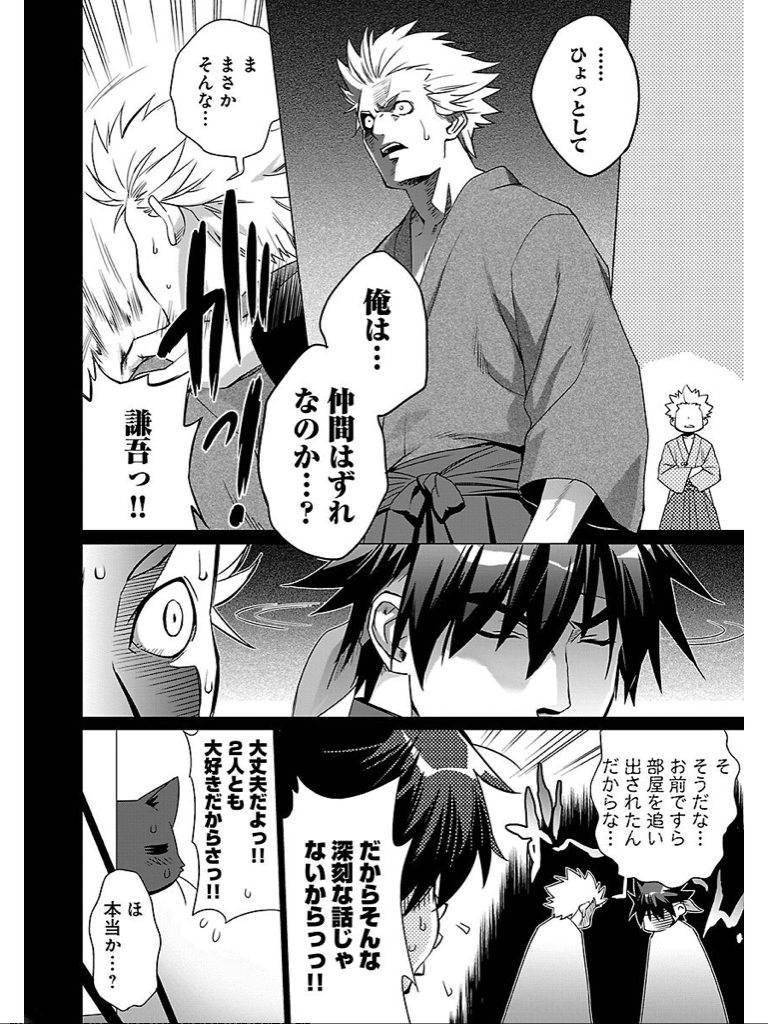 ……
ひょっとして
俺は…
仲間はずれ
なのか…？
ま
まさか
そんな…
ガバッ
謙吾っ!!
そ
そうだな…
お前ですら
部屋を追い
出されたん
だからな…
だからそんな
深刻な話じゃ
ないからっっ!!
大丈夫だよっ!!
2人とも
大好きだからさっ!!
ほ
本当か…？